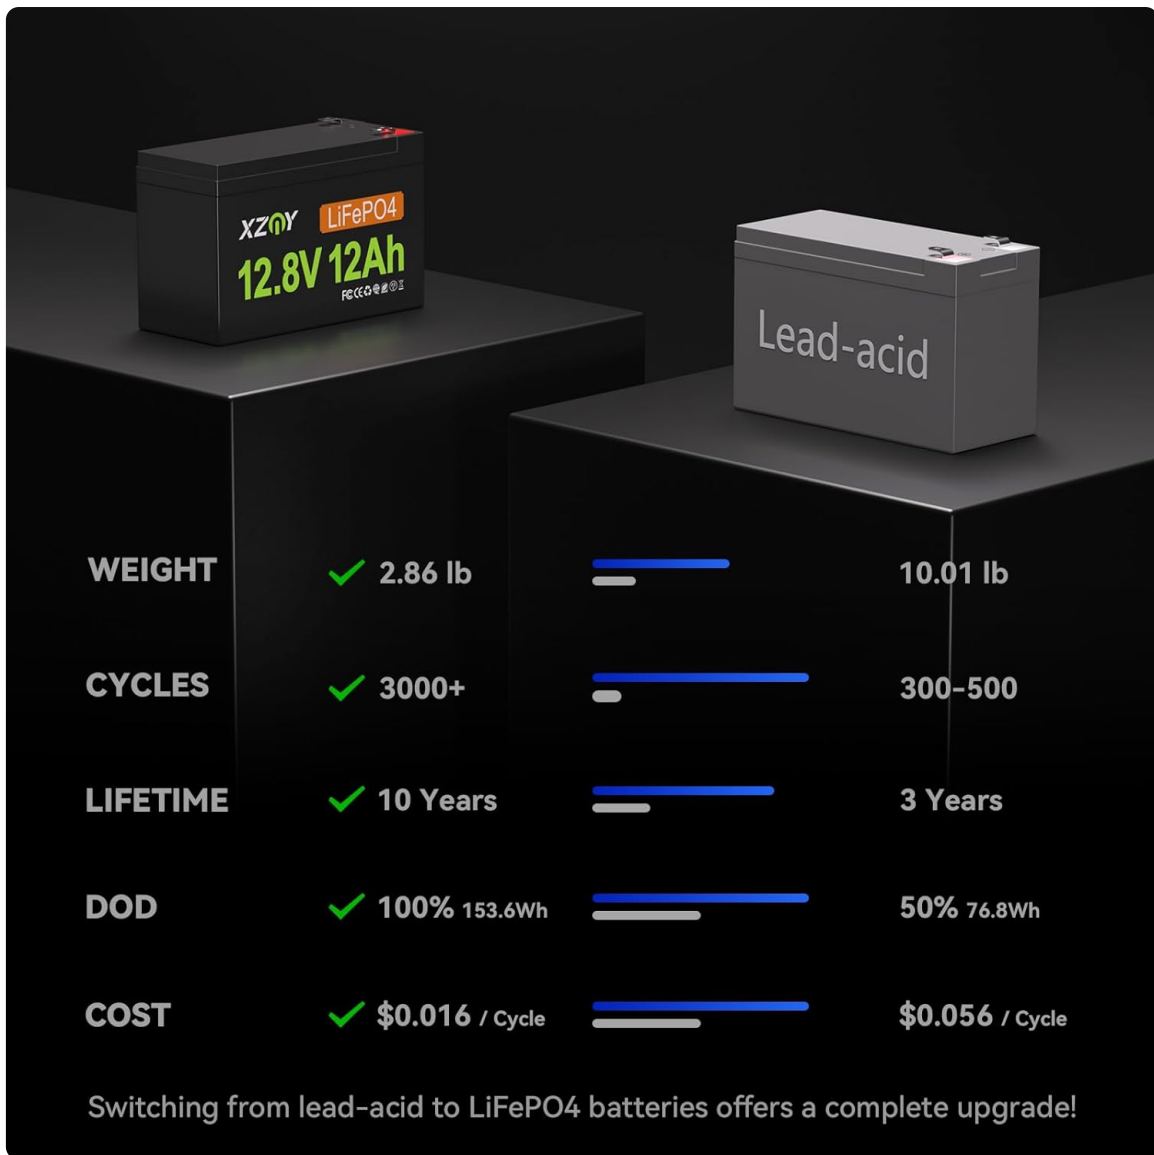 XZNY LiFePO4
12.8V 12Ah
FC CE
Lead-acid
WEIGHT 2.86 lb 10.01 lb
CYCLES 3000+ 300-500
LIFETIME 10 Years 3 Years
DOD 100% 153.6Wh 50% 76.8Wh
COST $0.016 / Cycle $0.056 / Cycle
Switching from lead-acid to LiFePO4 batteries offers a complete upgrade!